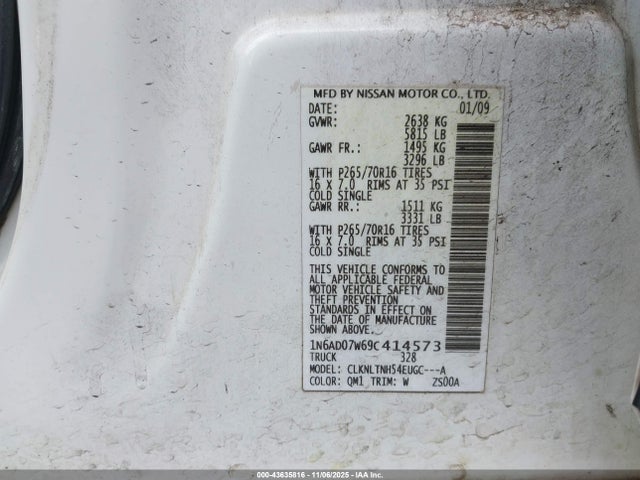 MFD BY NISSAN MOTOR CO., LTD.
DATE: 01/09
GVWR: 2638 KG
5815 LB
GAWR FR.: 1495 KG
3296 LB
WITH P265/70R16 TIRES
16 X 7.0 RIMS AT 35 PSI
COLD SINGLE
GAWR RR.: 1511 KG
3331 LB
WITH P265/70R16 TIRES
16 X 7.0 RIMS AT 35 PSI
COLD SINGLE
THIS VEHICLE CONFORMS TO
ALL APPLICABLE FEDERAL
MOTOR VEHICLE SAFETY AND
THEFT PREVENTION
STANDARDS IN EFFECT ON
THE DATE OF MANUFACTURE
SHOWN ABOVE.
1N6AD07W69C414573
TRUCK 328
MODEL: CLKNLTNH54EUGC---A
COLOR: QM1 TRIM: W ZS00A
000-43635816 - 11/06/2025 - IAAI.COM